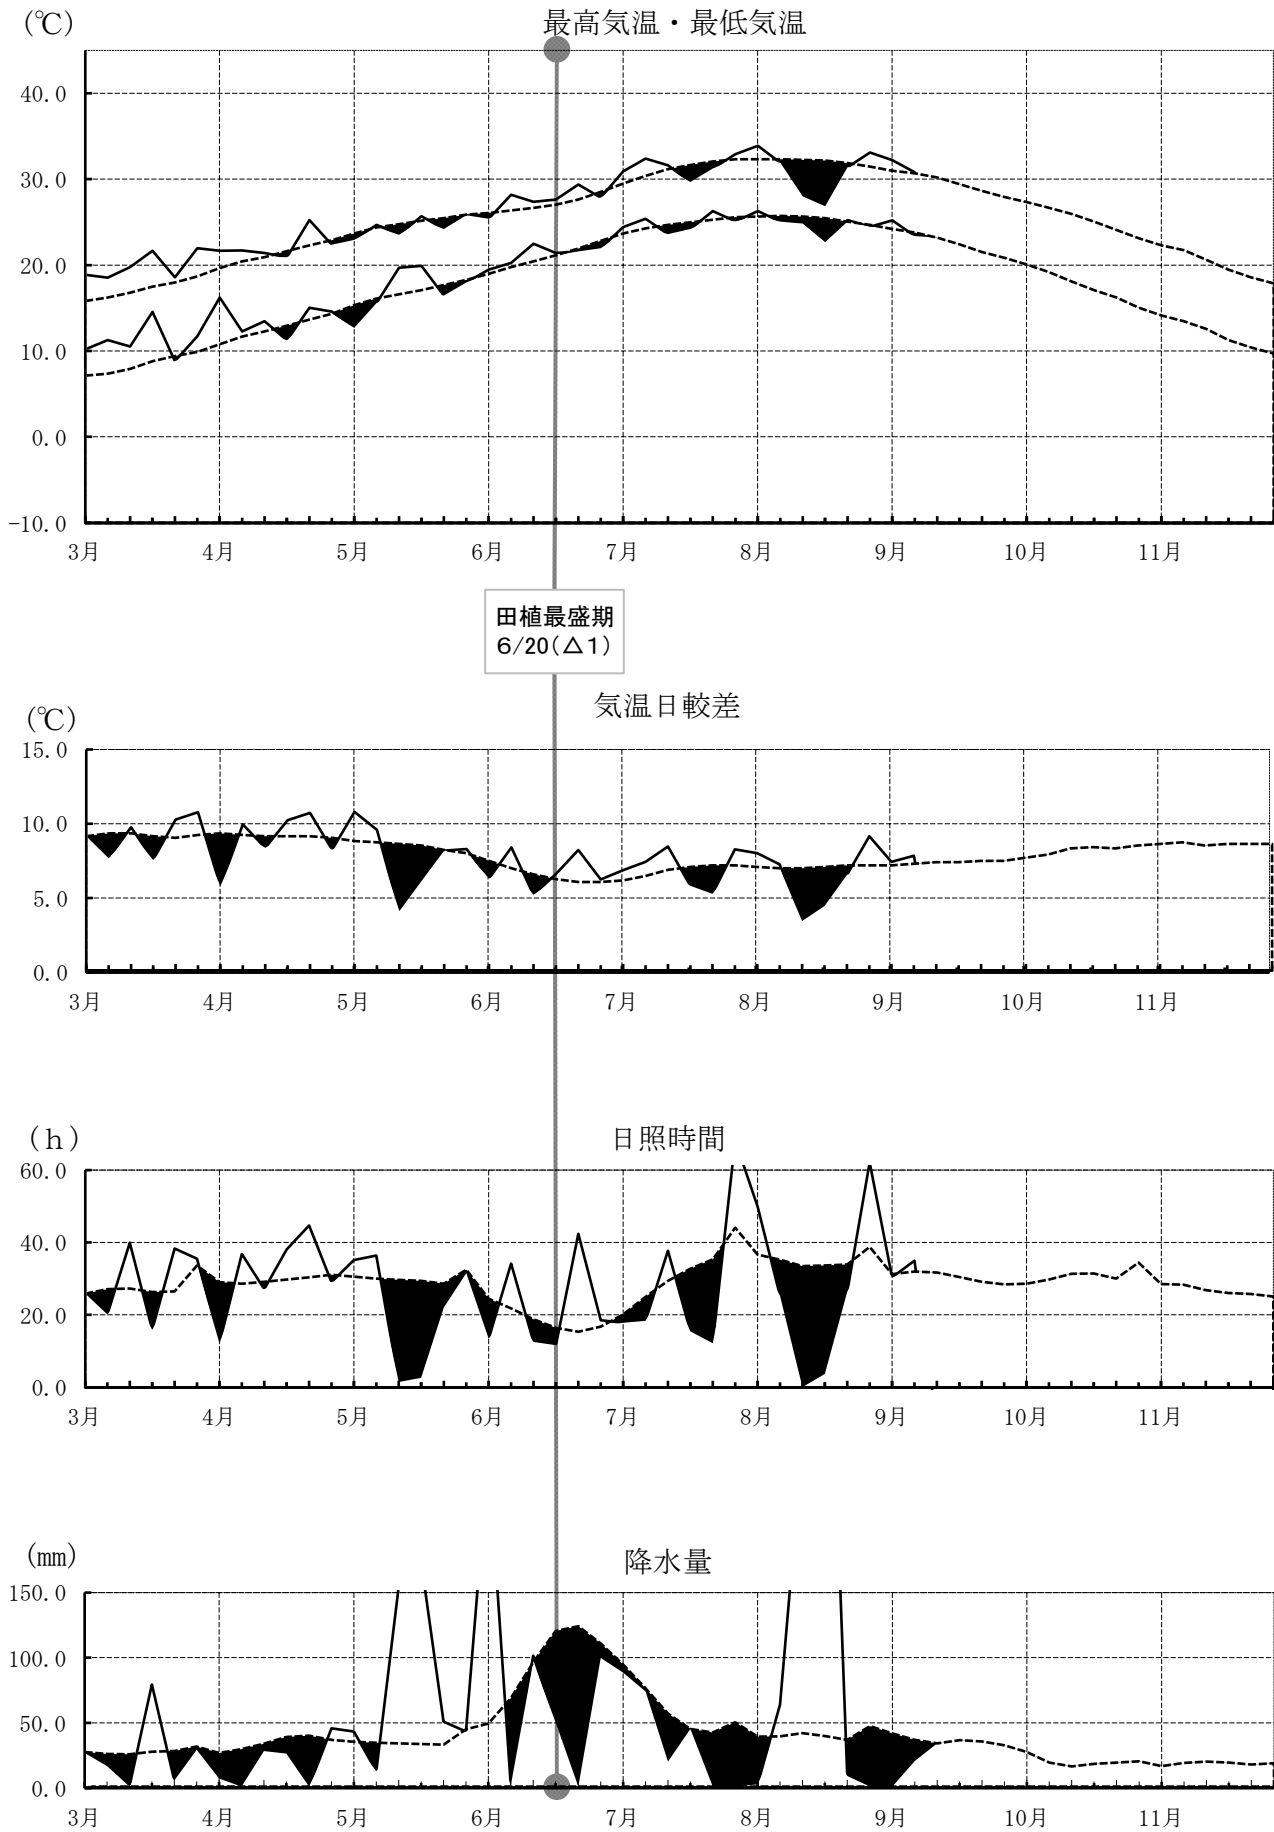 (℃)
最高気温・最低気温
40.0
30.0
20.0
10.0
0.0
-10.0
3月 4月 5月 6月 7月 8月 9月 10月 11月
田植最盛期
6/20(△1)
(℃)
気温日較差
15.0
10.0
5.0
0.0
3月 4月 5月 6月 7月 8月 9月 10月 11月
(ｈ)
日照時間
60.0
40.0
20.0
0.0
3月 4月 5月 6月 7月 8月 9月 10月 11月
(㎜)
降水量
150.0
100.0
50.0
0.0
3月 4月 5月 6月 7月 8月 9月 10月 11月